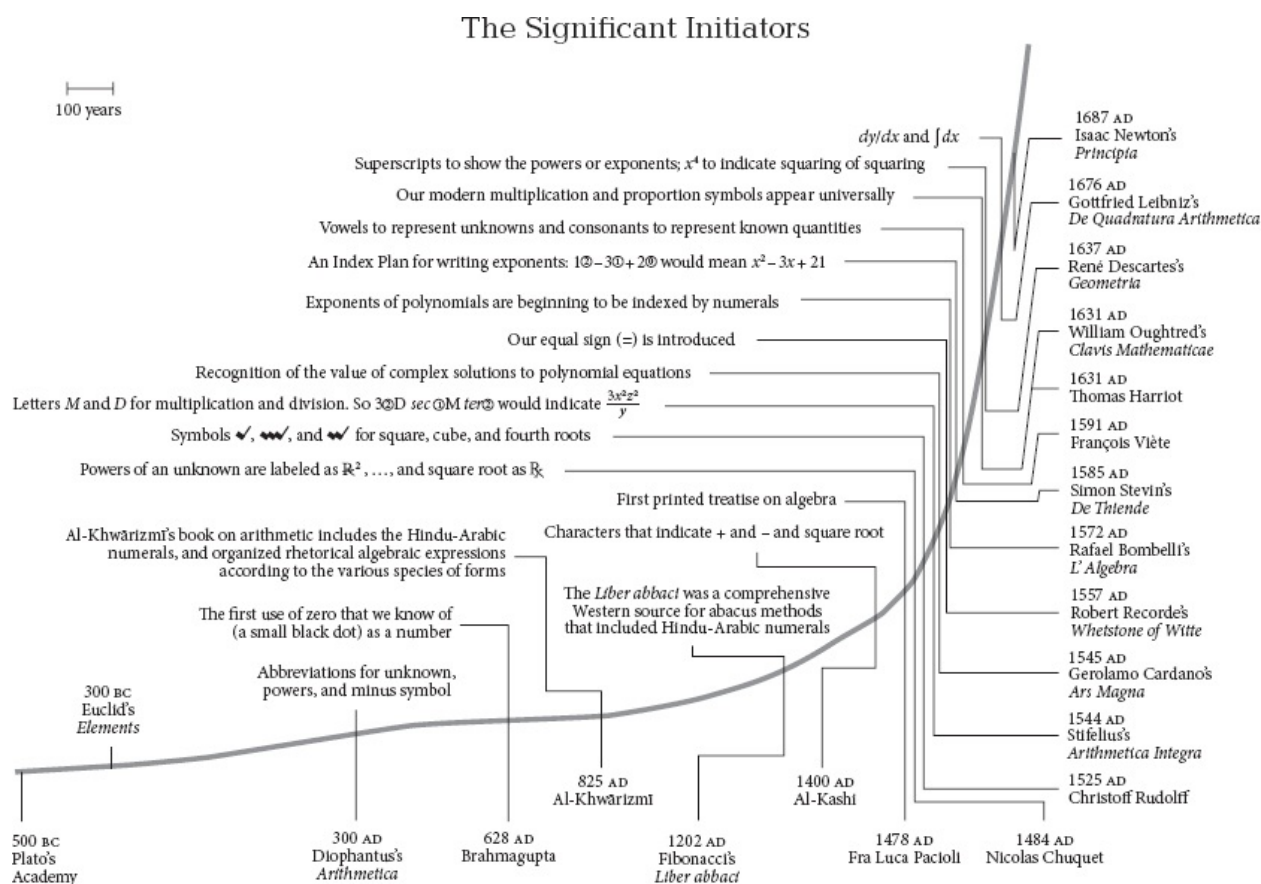 The Significant Initiators
100 years
dy/dx and ∫dx
Superscripts to show the powers or exponents; x⁴ to indicate squaring of squaring
Our modern multiplication and proportion symbols appear universally
Vowels to represent unknowns and consonants to represent known quantities
An Index Plan for writing exponents: 1②–3①+2⓪ would mean x² – 3x + 21
Exponents of polynomials are beginning to be indexed by numerals
Our equal sign (=) is introduced
Recognition of the value of complex solutions to polynomial equations
Letters M and D for multiplication and division. So 3②D sec①M ter② would indicate 3x²z²/y
Symbols ✓, , and for square, cube, and fourth roots
Powers of an unknown are labeled as ℞², …, and square root as ℞
First printed treatise on algebra
Characters that indicate + and – and square root
Al-Khwārizmī's book on arithmetic includes the Hindu-Arabic
numerals, and organized rhetorical algebraic expressions
according to the various species of forms
The Liber abbaci was a comprehensive
Western source for abacus methods
that included Hindu-Arabic numerals
The first use of zero that we know of
(a small black dot) as a number
Abbreviations for unknown,
powers, and minus symbol
300 BC
Euclid's
Elements
500 BC
Plato's
Academy
300 AD
Diophantus's
Arithmetica
628 AD
Brahmagupta
825 AD
Al-Khwārizmī
1202 AD
Fibonacci's
Liber abbaci
1400 AD
Al-Kashi
1478 AD
Fra Luca Pacioli
1484 AD
Nicolas Chuquet
1687 AD
Isaac Newton's
Principia
1676 AD
Gottfried Leibniz's
De Quadratura Arithmetica
1637 AD
René Descartes's
Geometria
1631 AD
William Oughtred's
Clavis Mathematicae
1631 AD
Thomas Harriot
1591 AD
François Viète
1585 AD
Simon Stevin's
De Thiende
1572 AD
Rafael Bombelli's
L' Algebra
1557 AD
Robert Recorde's
Whetstone of Witte
1545 AD
Gerolamo Cardano's
Ars Magna
1544 AD
Stifelius's
Arithmetica Integra
1525 AD
Christoff Rudolff